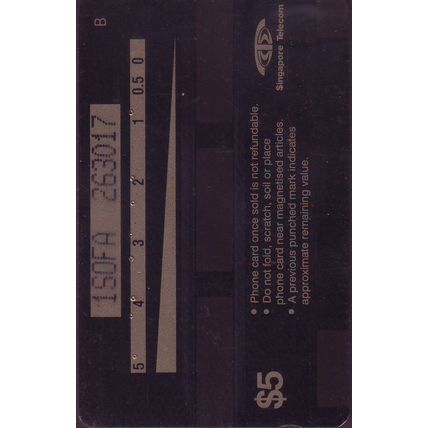 B
1SDFA 263017
5 4 3 2 1 0.5 0
Singapore Telecom
• Phone card once sold is not refundable.
• Do not fold, scratch, soil or place
phone card near magnetised articles.
• A previous punched mark indicates
approximate remaining value.
$5